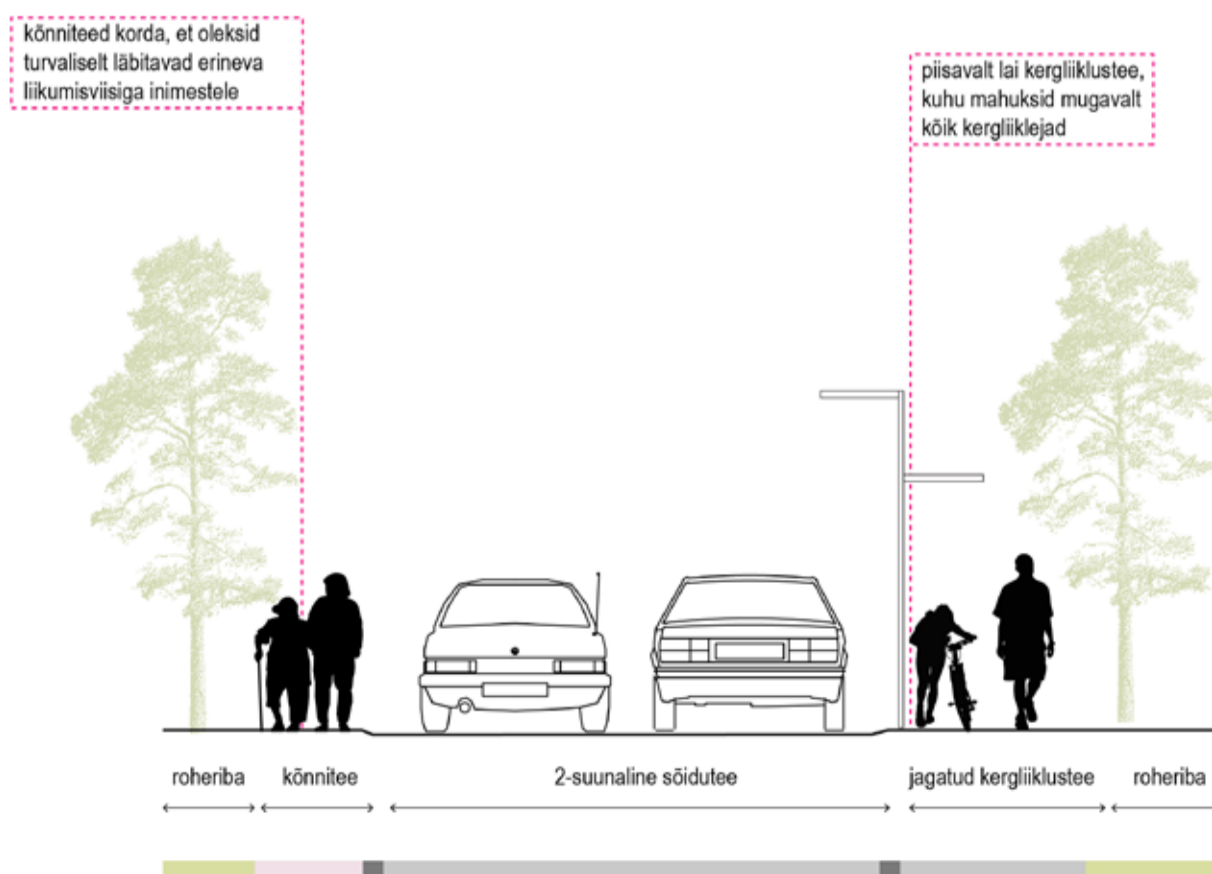 kõnniteed korda, et oleksid
turvaliselt läbitavad erineva
liikumisviisiga inimestele
piisavalt lai kergliiklustee,
kuhu mahuksid mugavalt
kõik kergliiklejad
roheriba
kõnnitee
2-suunaline sõidutee
jagatud kergliiklustee
roheriba